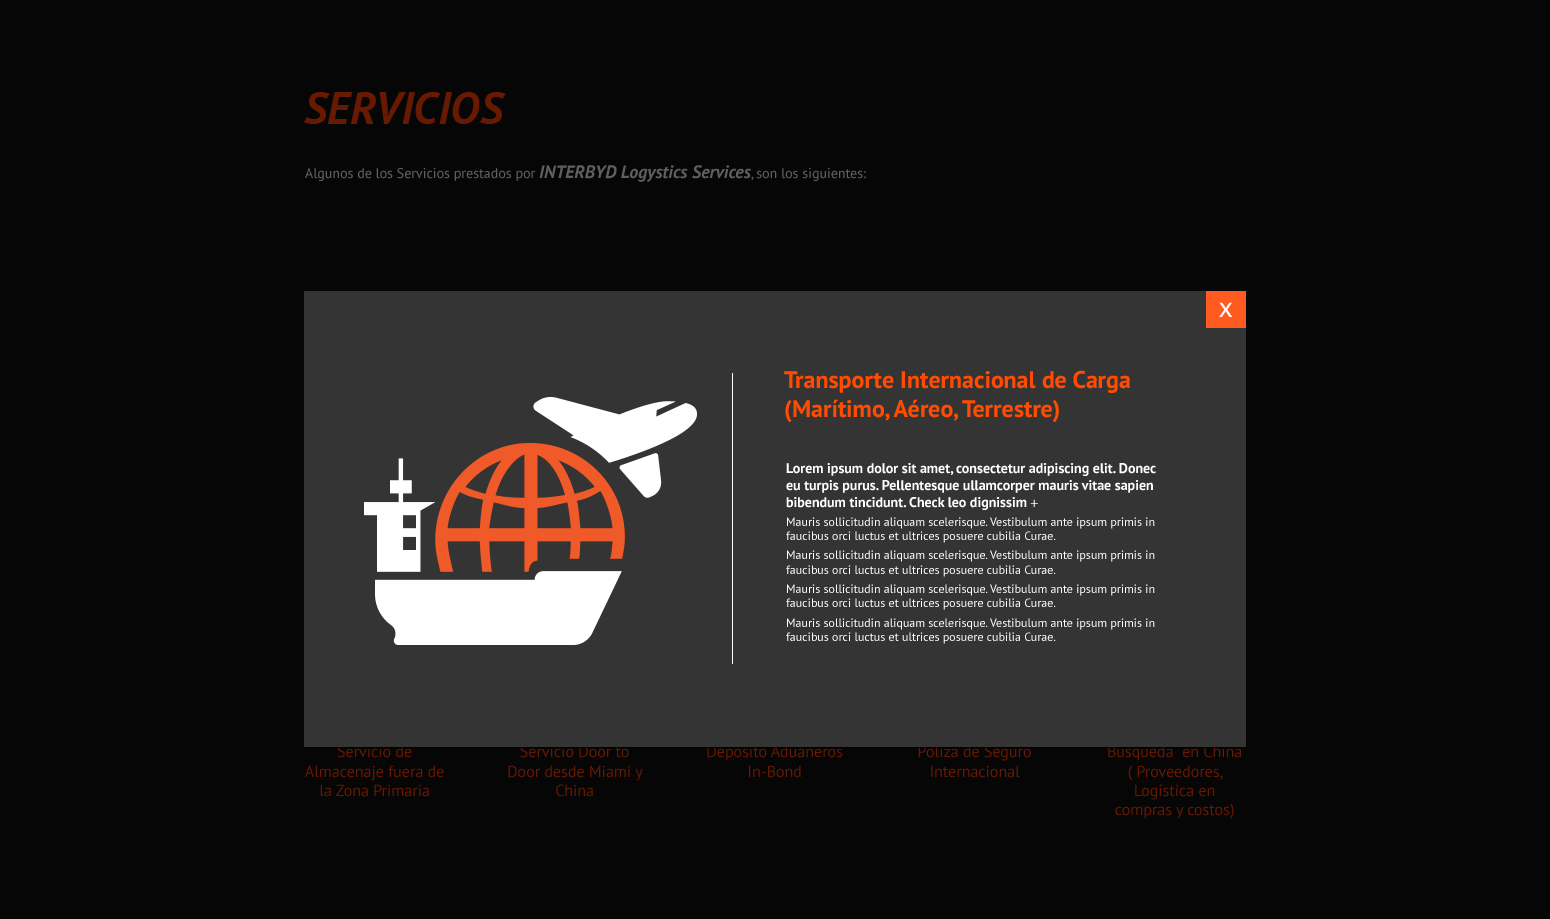 SERVICIOS
Algunos de los Servicios prestados por INTERBYD Logystics Services, son los siguientes:
X
Transporte Internacional de Carga
(Marítimo, Aéreo, Terrestre)
Lorem ipsum dolor sit amet, consectetur adipiscing elit. Donec
eu turpis purus. Pellentesque ullamcorper mauris vitae sapien
bibendum tincidunt. Check leo dignissim +
Mauris sollicitudin aliquam scelerisque. Vestibulum ante ipsum primis in
faucibus orci luctus et ultrices posuere cubilia Curae.
Mauris sollicitudin aliquam scelerisque. Vestibulum ante ipsum primis in
faucibus orci luctus et ultrices posuere cubilia Curae.
Mauris sollicitudin aliquam scelerisque. Vestibulum ante ipsum primis in
faucibus orci luctus et ultrices posuere cubilia Curae.
Mauris sollicitudin aliquam scelerisque. Vestibulum ante ipsum primis in
faucibus orci luctus et ultrices posuere cubilia Curae.
Servicio de
Almacenaje fuera de
la Zona Primaria
Servicio Door to
Door desde Miami y
China
Deposito Aduaneros
In-Bond
Poliza de Seguro
Internacional
Busqueda en China
( Proveedores,
Logística en
compras y costos)